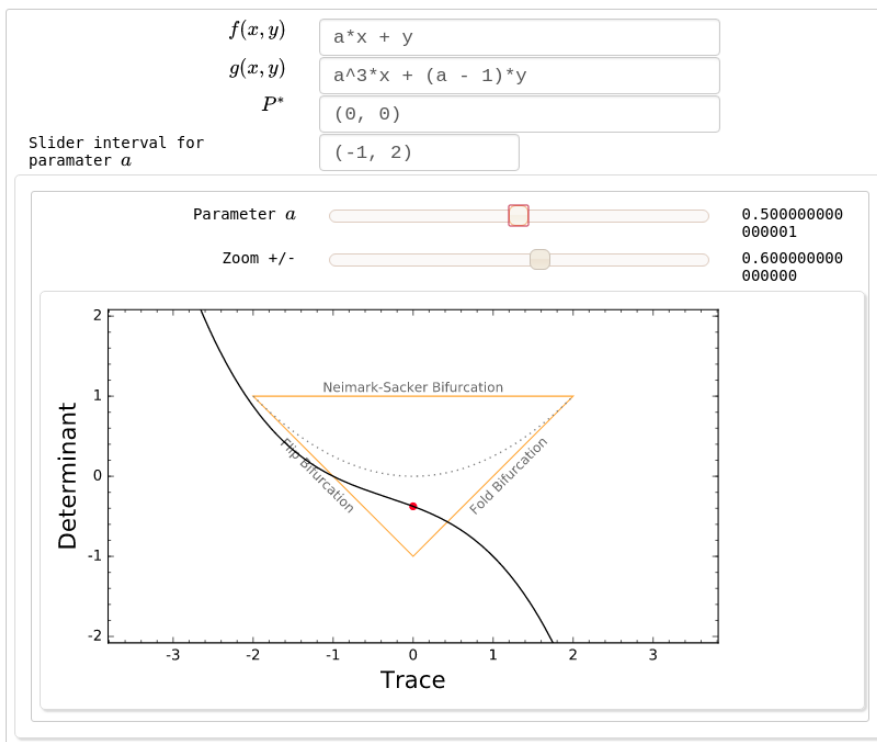 f(x, y)
a*x + y
g(x, y)
a^3*x + (a - 1)*y
P*
(0, 0)
Slider interval for
paramater a
(-1, 2)
Parameter a
0.500000000
000001
Zoom +/-
0.600000000
000000
2
1
0
-1
-2
Determinant
Neimark-Sacker Bifurcation
Flip Bifurcation
Fold Bifurcation
-3
-2
-1
0
1
2
3
Trace